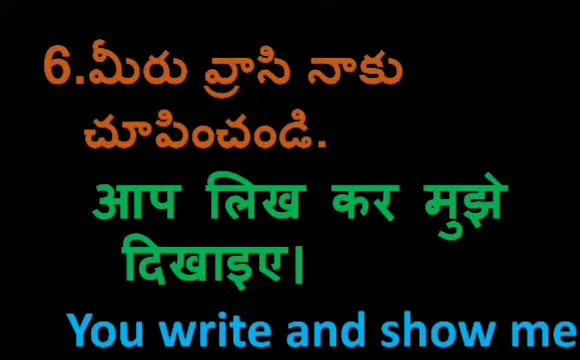 6.మీరు వ్రాసి నాకు
చూపించండి.
आप लिख कर मुझे
दिखाइए।
You write and show me